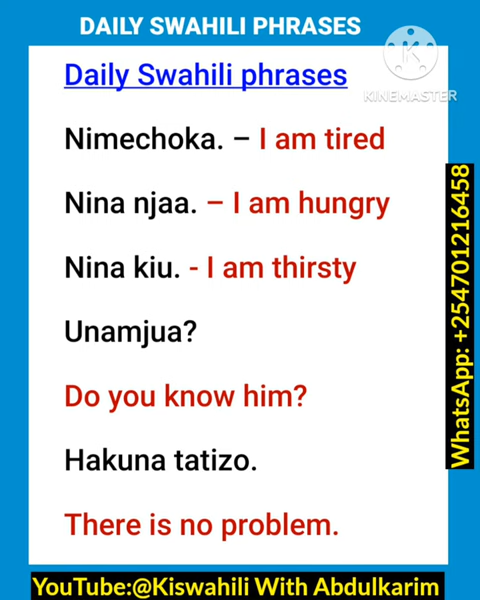 DAILY SWAHILI PHRASES
KINEMASTER
Daily Swahili phrases
Nimechoka. – I am tired
Nina njaa. – I am hungry
Nina kiu. - I am thirsty
Unamjua?
Do you know him?
Hakuna tatizo.
There is no problem.
WhatsApp: +254701216458
YouTube:@Kiswahili With Abdulkarim